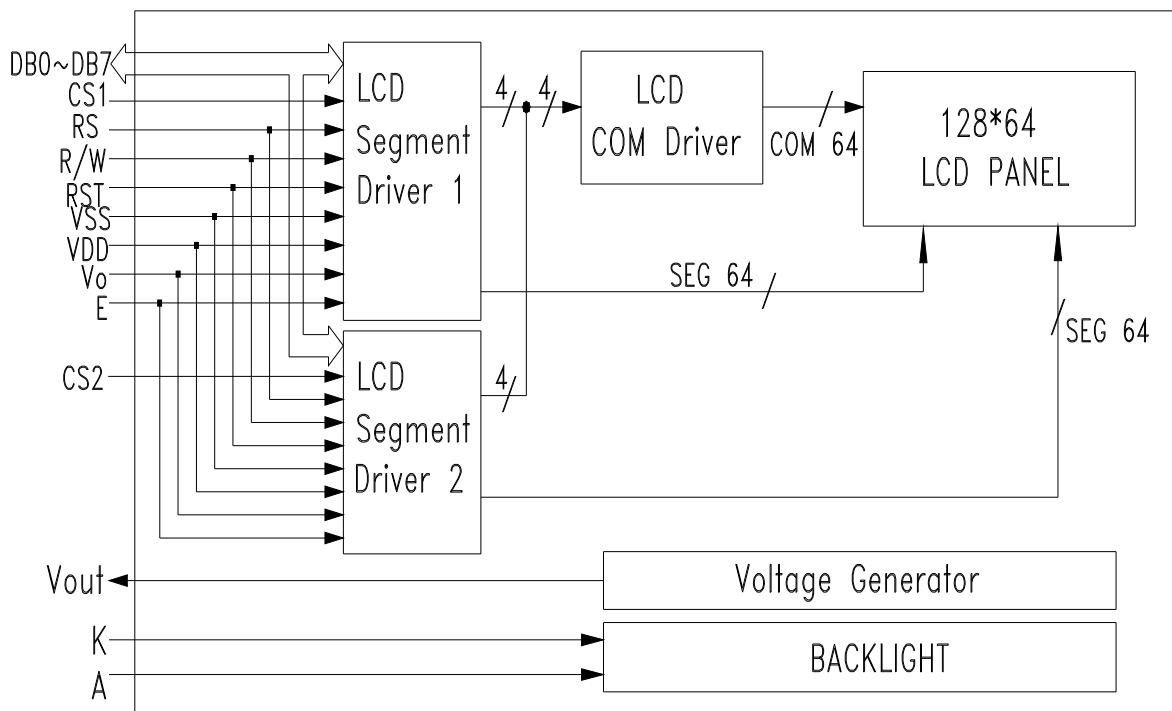 DB0~DB7
CS1
RS
R/W
RST
VSS
VDD
Vo
E
CS2
LCD
Segment
Driver 1
4
4
LCD
COM Driver
COM 64
128*64
LCD PANEL
SEG 64
SEG 64
LCD
Segment
Driver 2
4
Vout
Voltage Generator
K
A
BACKLIGHT